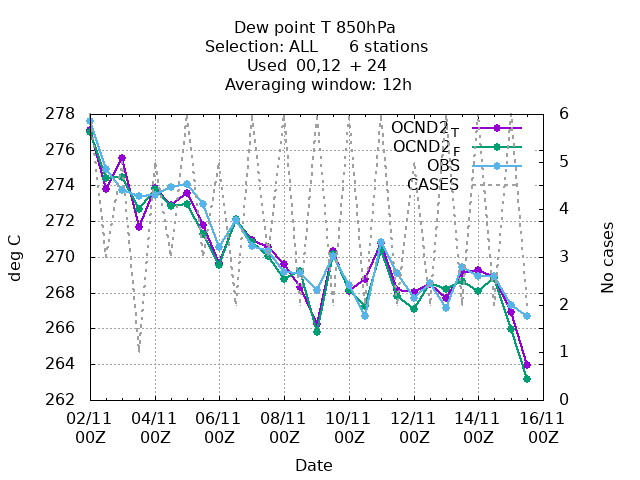 Dew point T 850hPa
Selection: ALL 6 stations
Used 00,12 + 24
Averaging window: 12h
278
276
274
272
270
268
266
264
262
deg C
6
5
4
3
2
1
0
No cases
OCND2T
OCND2F
OBS
CASES
02/11 04/11 06/11 08/11 10/11 12/11 14/11 16/11
00Z 00Z 00Z 00Z 00Z 00Z 00Z 00Z
Date